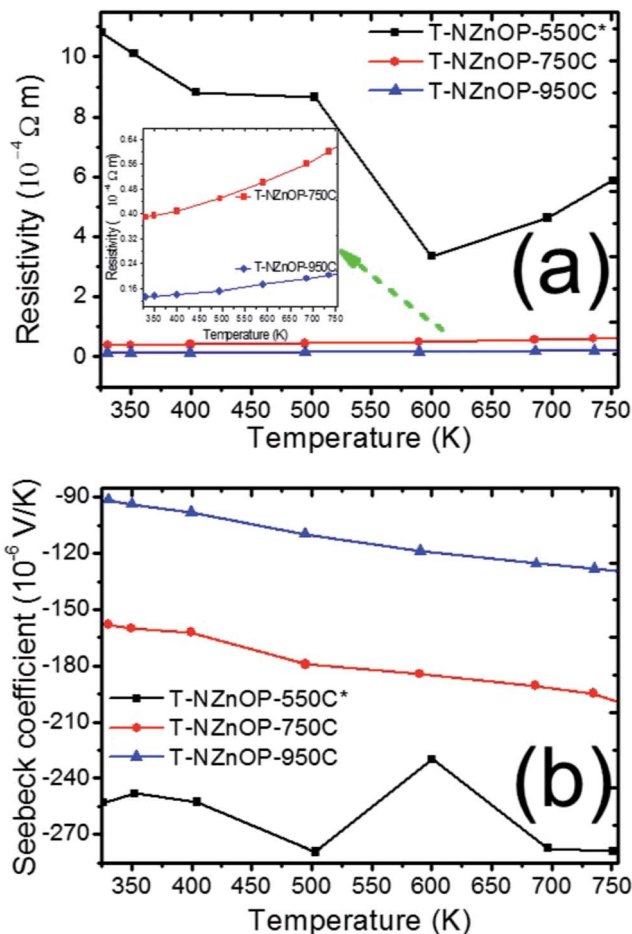 10
8
6
4
2
0
Resistivity (10⁻⁴ Ω m)
T-NZnOP-550C*
T-NZnOP-750C
T-NZnOP-950C
0.64
0.56
0.48
0.40
0.32
0.24
0.16
Resistivity ( 10⁻⁴ Ω m)
T-NZnOP-750C
T-NZnOP-950C
350 400 450 500 550 600 650 700 750
Temperature (K)
(a)
350 400 450 500 550 600 650 700 750
Temperature (K)
-90
-120
-150
-180
-210
-240
-270
Seebeck coefficient (10⁻⁶ V/K)
T-NZnOP-550C*
T-NZnOP-750C
T-NZnOP-950C
(b)
350 400 450 500 550 600 650 700 750
Temperature (K)